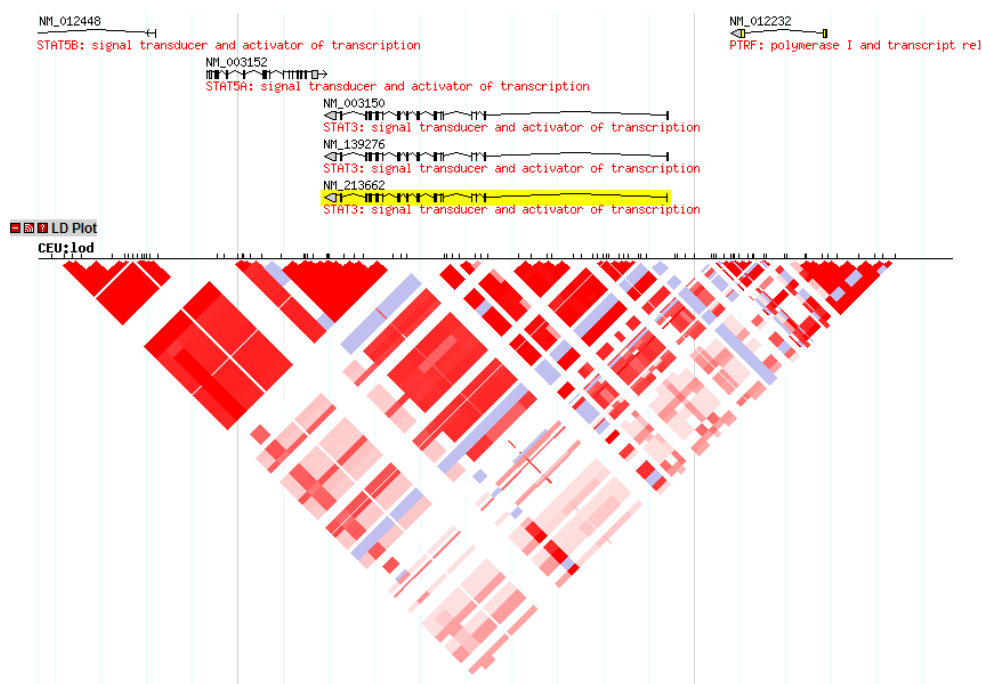 NM_012448
STAT5B: signal transducer and activator of transcription
NM_012232
PTRF: polymerase I and transcript rel
NM_003152
STAT5A: signal transducer and activator of transcription
NM_003150
STAT3: signal transducer and activator of transcription
NM_139276
STAT3: signal transducer and activator of transcription
NM_213662
STAT3: signal transducer and activator of transcription
LD Plot
CEU:lod